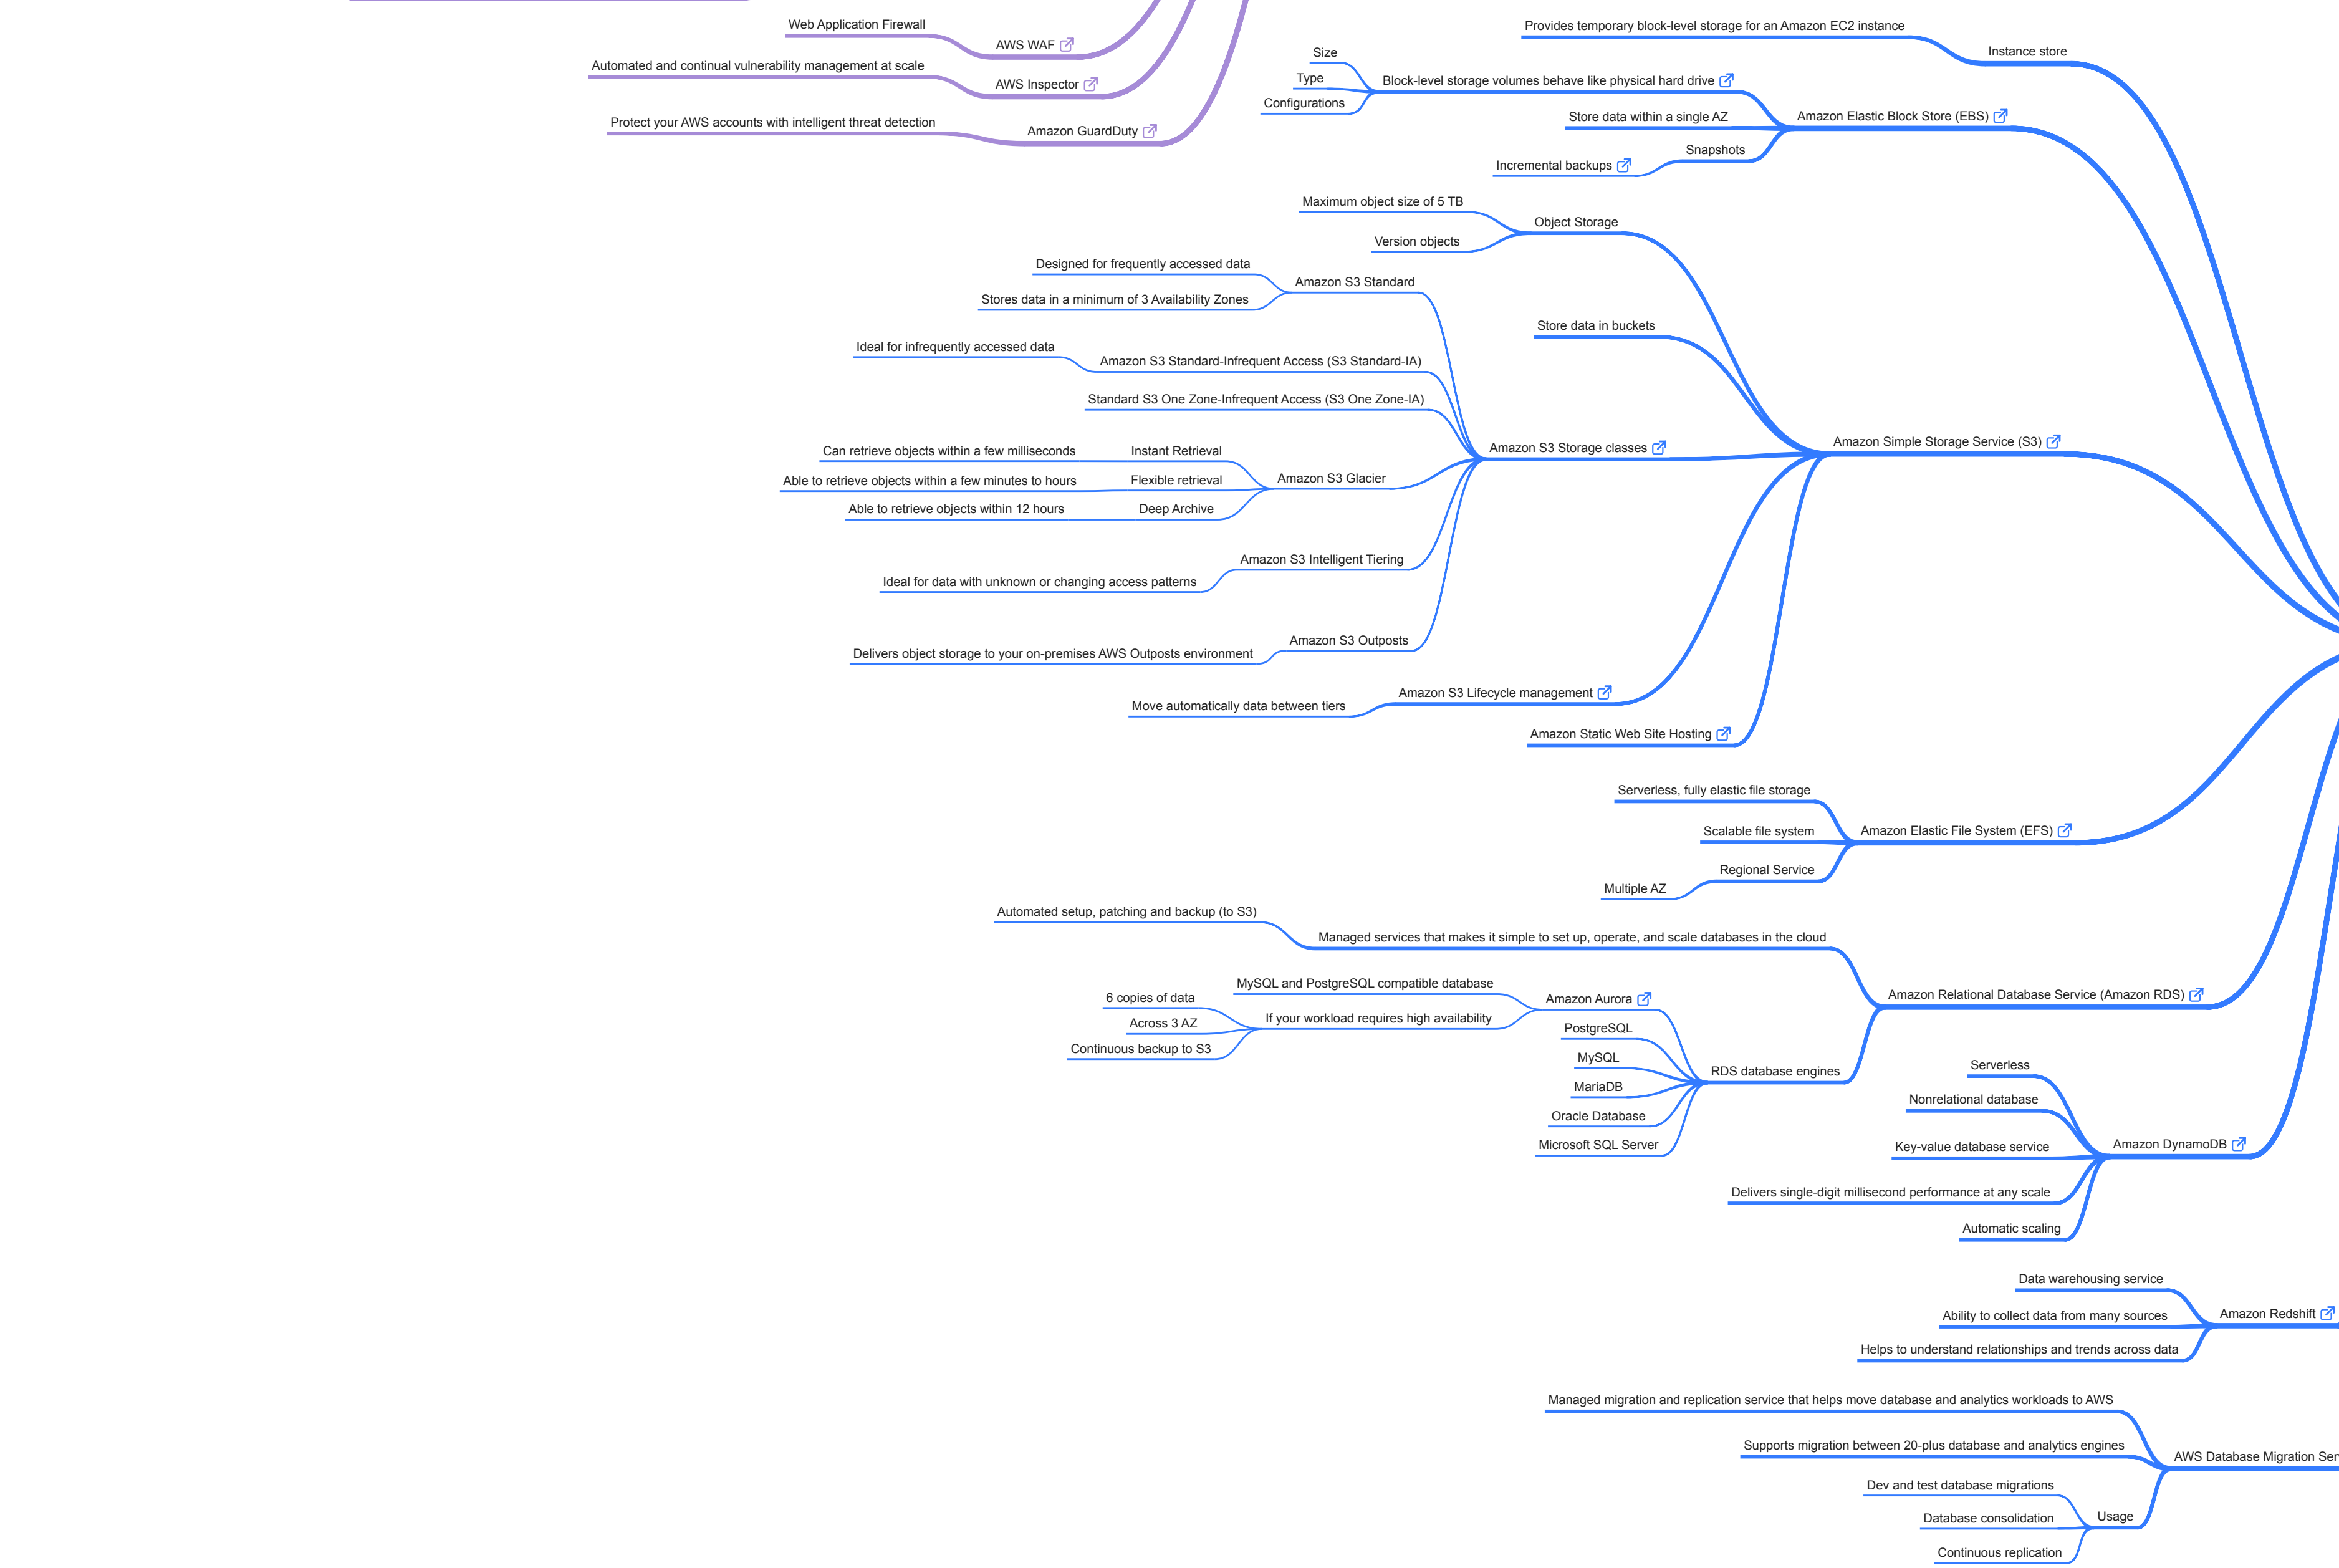 Web Application Firewall
AWS WAF
Automated and continual vulnerability management at scale
AWS Inspector
Protect your AWS accounts with intelligent threat detection
Amazon GuardDuty
Provides temporary block-level storage for an Amazon EC2 instance
Instance store
Size
Type
Configurations
Block-level storage volumes behave like physical hard drive
Store data within a single AZ
Amazon Elastic Block Store (EBS)
Snapshots
Incremental backups
Maximum object size of 5 TB
Version objects
Object Storage
Designed for frequently accessed data
Stores data in a minimum of 3 Availability Zones
Amazon S3 Standard
Store data in buckets
Ideal for infrequently accessed data
Amazon S3 Standard-Infrequent Access (S3 Standard-IA)
Standard S3 One Zone-Infrequent Access (S3 One Zone-IA)
Amazon S3 Storage classes
Amazon Simple Storage Service (S3)
Can retrieve objects within a few milliseconds
Instant Retrieval
Able to retrieve objects within a few minutes to hours
Flexible retrieval
Amazon S3 Glacier
Able to retrieve objects within 12 hours
Deep Archive
Amazon S3 Intelligent Tiering
Ideal for data with unknown or changing access patterns
Amazon S3 Outposts
Delivers object storage to your on-premises AWS Outposts environment
Amazon S3 Lifecycle management
Move automatically data between tiers
Amazon Static Web Site Hosting
Serverless, fully elastic file storage
Scalable file system
Amazon Elastic File System (EFS)
Regional Service
Multiple AZ
Automated setup, patching and backup (to S3)
Managed services that makes it simple to set up, operate, and scale databases in the cloud
Amazon Relational Database Service (Amazon RDS)
MySQL and PostgreSQL compatible database
Amazon Aurora
6 copies of data
Across 3 AZ
Continuous backup to S3
If your workload requires high availability
PostgreSQL
MySQL
MariaDB
Oracle Database
Microsoft SQL Server
RDS database engines
Serverless
Nonrelational database
Key-value database service
Amazon DynamoDB
Delivers single-digit millisecond performance at any scale
Automatic scaling
Data warehousing service
Ability to collect data from many sources
Amazon Redshift
Helps to understand relationships and trends across data
Managed migration and replication service that helps move database and analytics workloads to AWS
Supports migration between 20-plus database and analytics engines
AWS Database Migration Ser
Dev and test database migrations
Database consolidation
Usage
Continuous replication